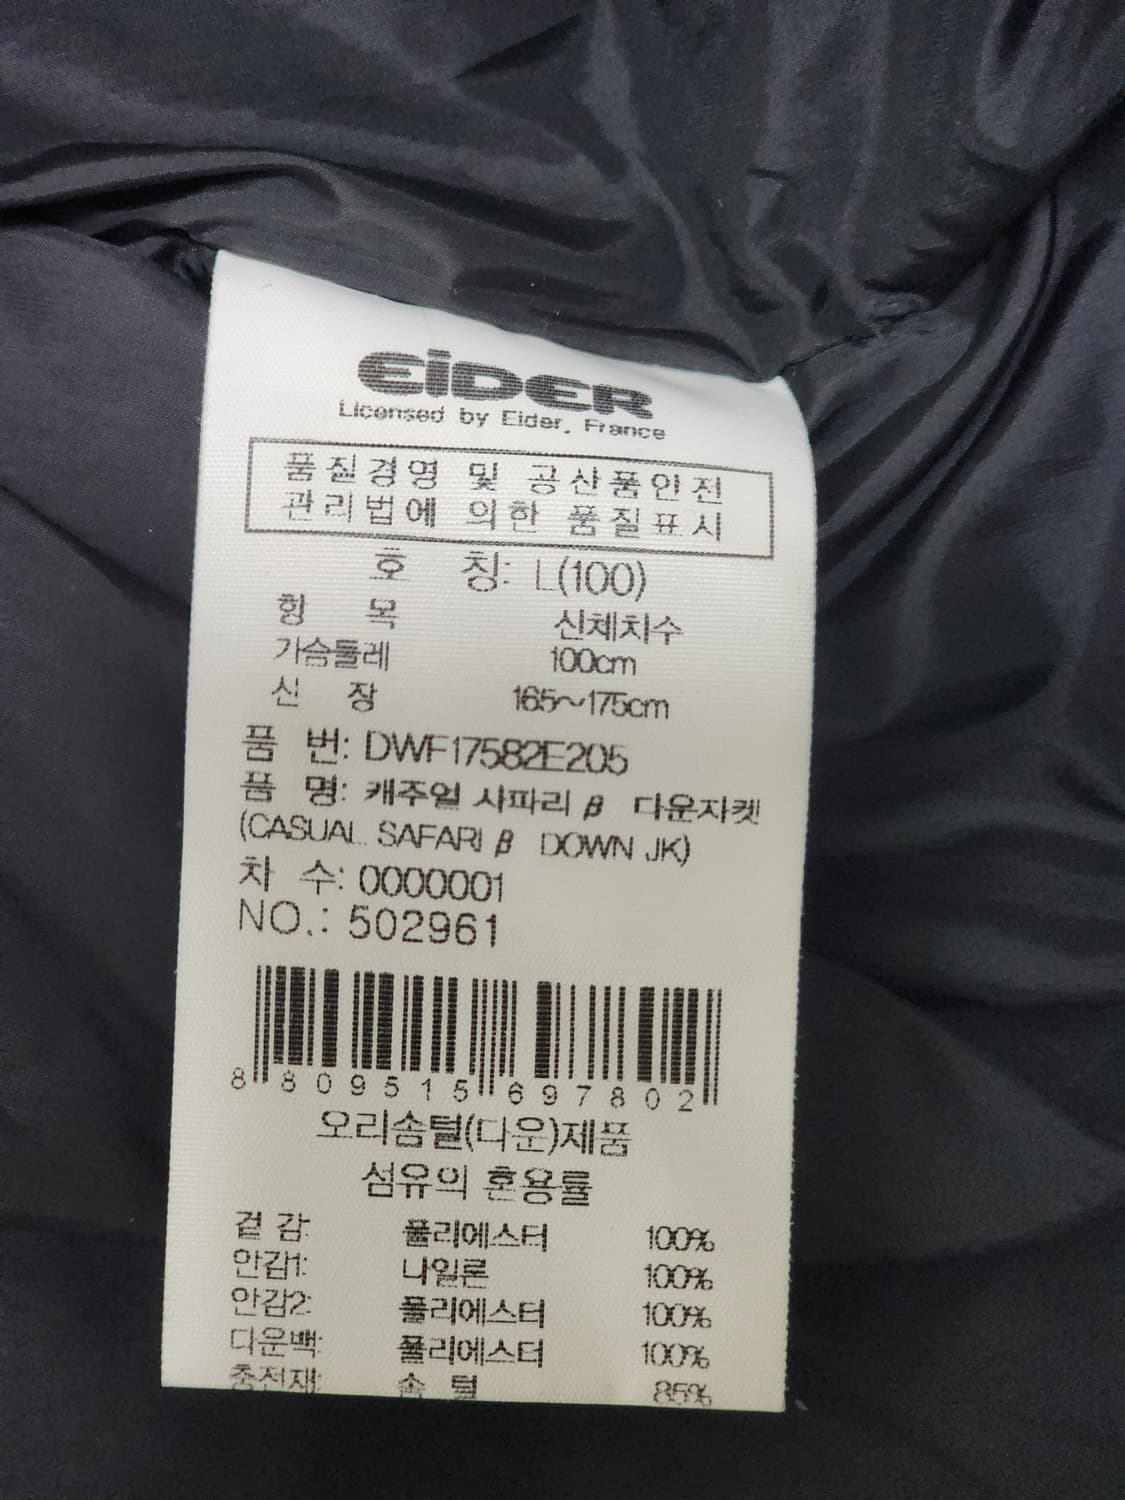 EiDER
Licensed by Eider, France
품질경영 및 공산품안전
관리법에 의한 품질표시
호 칭: L(100)
항 목 신체치수
가슴둘레 100cm
신 장 165~175cm
품 번: DWF17582E205
품 명: 캐주얼 사파리 β 다운자켓
(CASUAL SAFARI β DOWN JK)
차 수: 0000001
NO.: 502961
8 809515 697802
오리솜털(다운)제품
섬유의 혼용률
겉 감: 폴리에스터 100%
안감1: 나일론 100%
안감2: 폴리에스터 100%
다운백: 폴리에스터 100%
충전재: 솜 털 85%